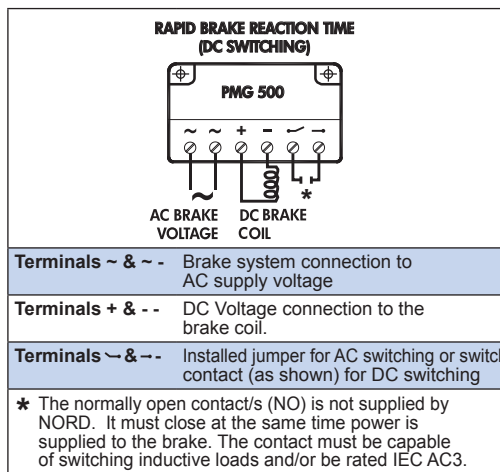 RAPID BRAKE REACTION TIME
(DC SWITCHING)
PMG 500
~ ~ + −
~
*
AC BRAKE VOLTAGE
DC BRAKE COIL
Terminals ~ & ~ - Brake system connection to
AC supply voltage
Terminals + & - - DC Voltage connection to the
brake coil.
Terminals & - Installed jumper for AC switching or
contact (as shown) for DC switching
* The normally open contact/s (NO) is not supplied by
NORD. It must close at the same time power is
supplied to the brake. The contact must be capable
of switching inductive loads and/or be rated IEC AC3.